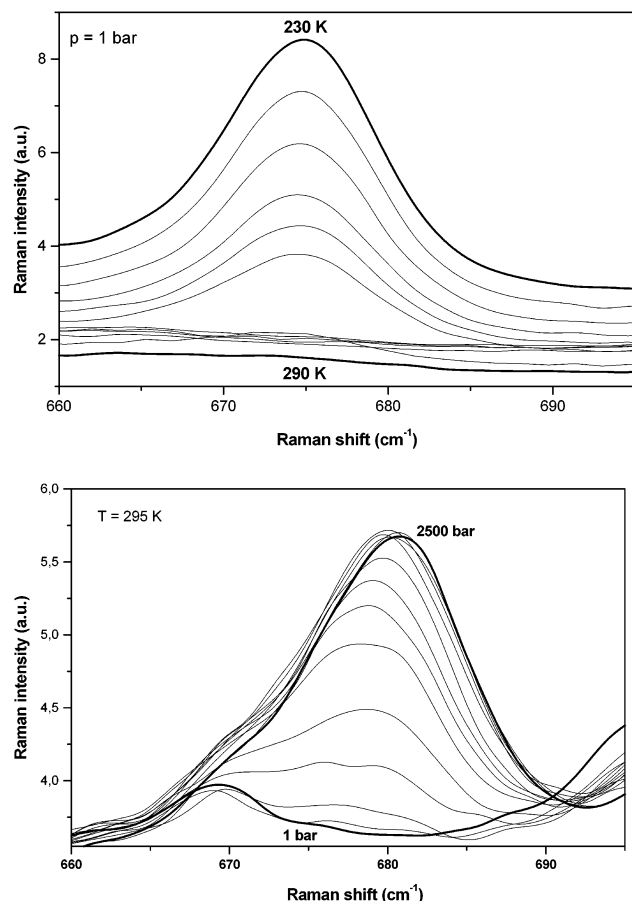 230 K
p = 1 bar
8
6
4
2
290 K
660
670
680
690
Raman intensity (a.u.)
Raman shift (cm-1)
6,0
T = 295 K
2500 bar
5,5
5,0
4,5
4,0
1 bar
660
670
680
690
Raman intensity (a.u.)
Raman shift (cm-1)